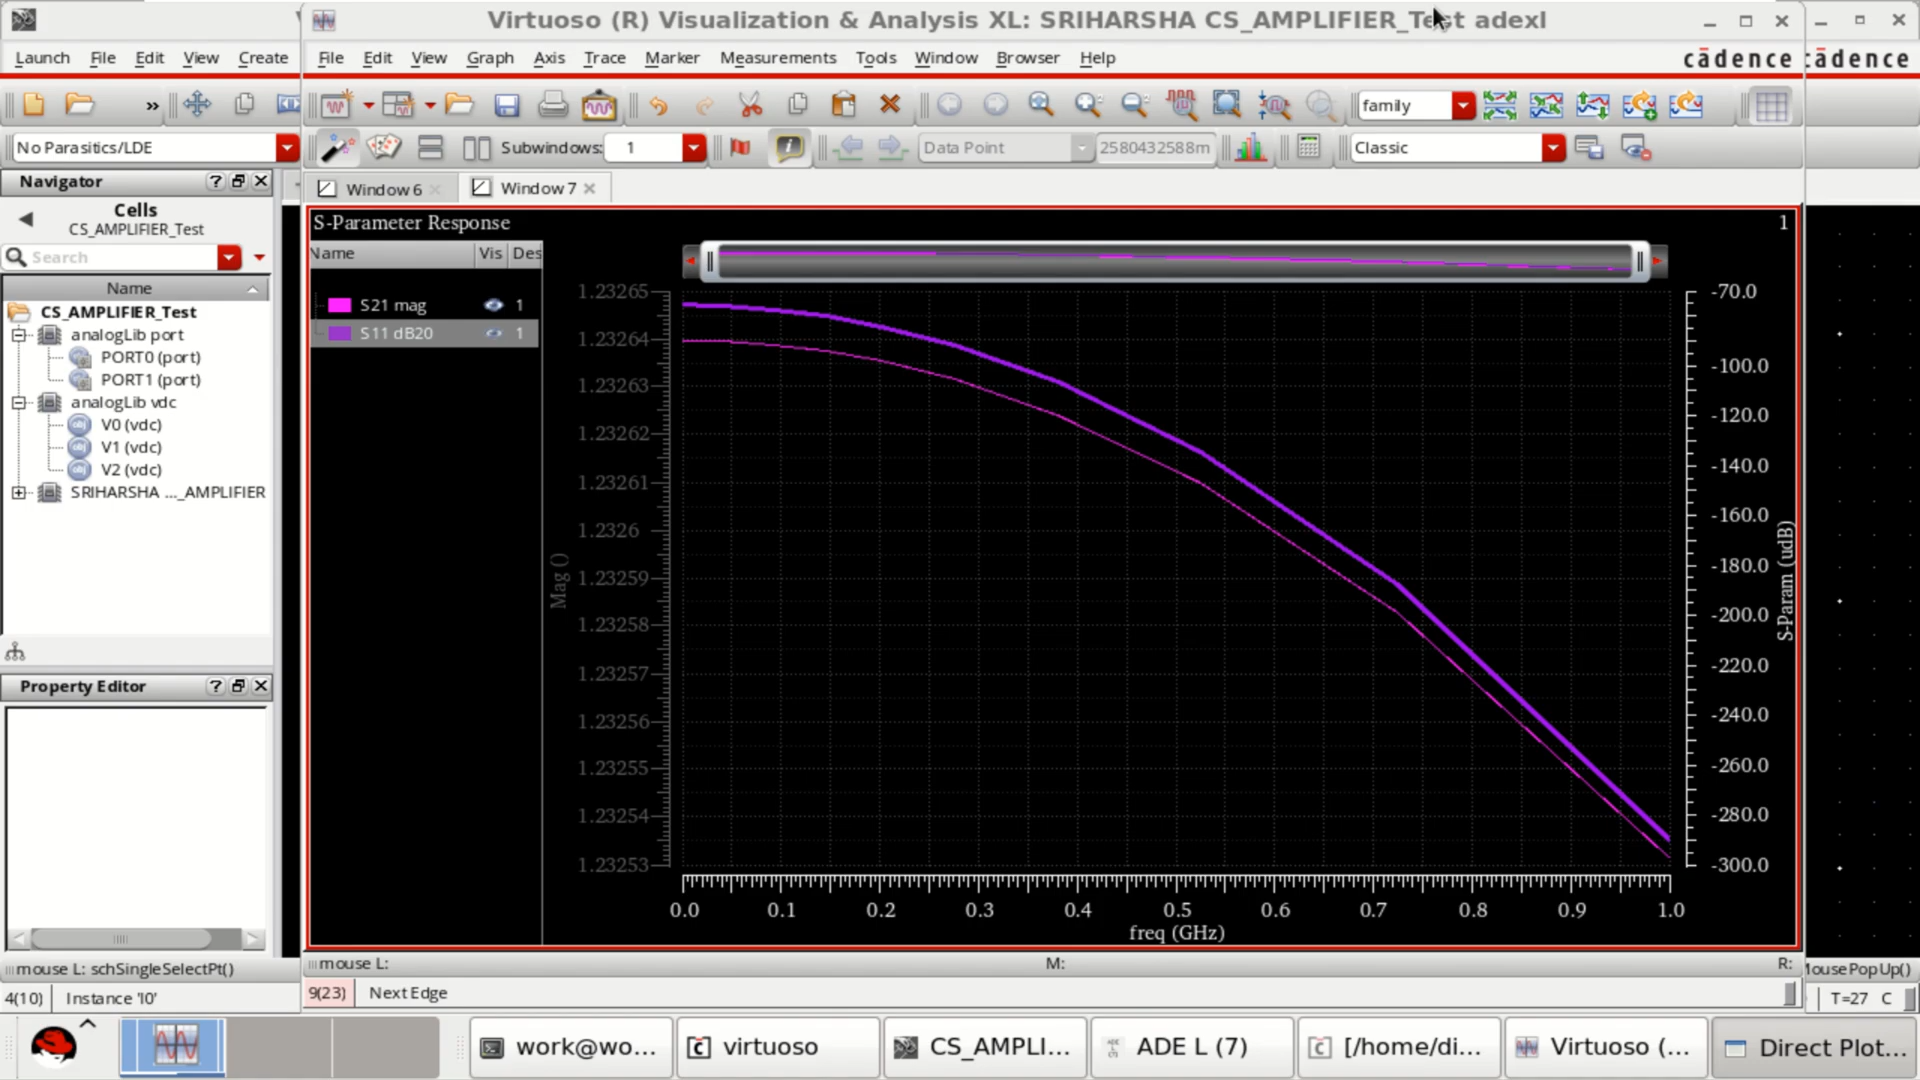 Virtuoso (R) Visualization & Analysis XL: SRIHARSHA CS_AMPLIFIER_Test adexl
Launch File Edit View Create
File Edit View Graph Axis Trace Marker Measurements Tools Window Browser Help
cādence
cādence
»
family
No Parasitics/LDE
Subwindows: 1
Data Point
2580432588m
Classic
Navigator
Window 6
Window 7
Cells
CS_AMPLIFIER_Test
Search
Name
CS_AMPLIFIER_Test
analogLib port
PORT0 (port)
PORT1 (port)
analogLib vdc
V0 (vdc)
V1 (vdc)
V2 (vdc)
SRIHARSHA ..._AMPLIFIER
Property Editor
mouse L: schSingleSelectPt()
4(10) Instance 'I0'
S-Parameter Response
1
Name Vis Des
S21 mag 1
S11 dB20 1
Mag ()
1.23265
1.23264
1.23263
1.23262
1.23261
1.2326
1.23259
1.23258
1.23257
1.23256
1.23255
1.23254
1.23253
-70.0
-100.0
-120.0
-140.0
-160.0
-180.0
-200.0
-220.0
-240.0
-260.0
-280.0
-300.0
S-Param (udB)
0.0 0.1 0.2 0.3 0.4 0.5 0.6 0.7 0.8 0.9 1.0
freq (GHz)
mouse L: M: R:
9(23) Next Edge
MousePopUp()
T=27 C
work@wo...
virtuoso
CS_AMPLI...
ADE L (7)
[/home/di...
Virtuoso (...
Direct Plot...